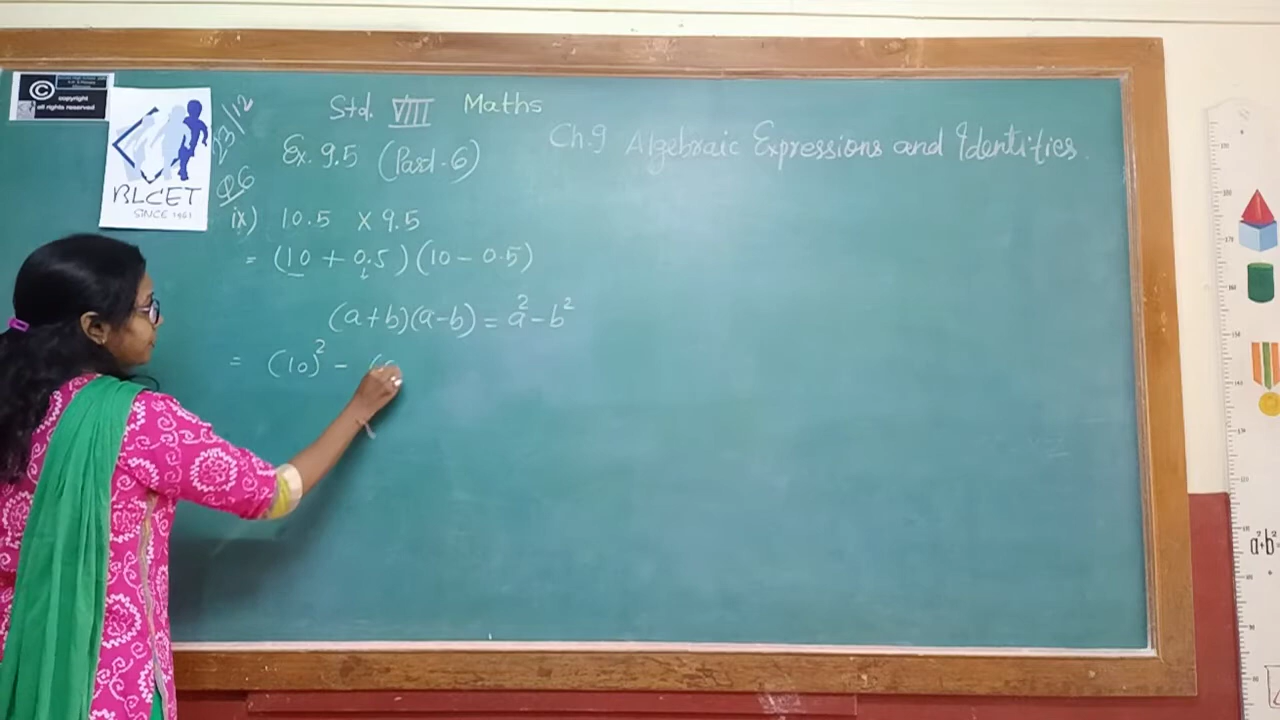 copyright
all rights reserved
BLCET
SINCE 1961
23/12
Std. VIII Maths
Ch.9 Algebraic Expressions and Identities.
Ex. 9.5 (Part-6)
Q6
ix) 10.5 x 9.5
= (10 + 0.5)(10 - 0.5)
(a+b)(a-b) = a² - b²
= (10)² - (